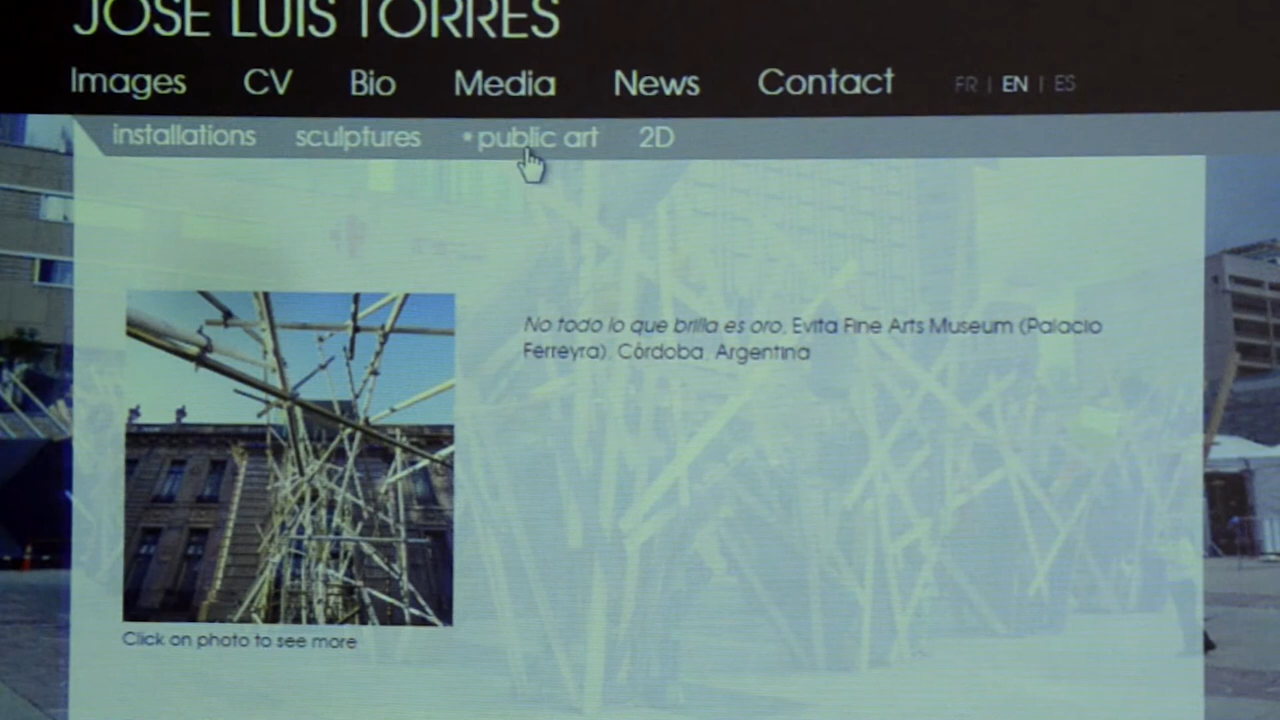 JOSE LUIS TORRES
Images CV Bio Media News Contact FR | EN | ES
installations sculptures • public art 2D
No todo lo que brilla es oro, Evita Fine Arts Museum (Palacio
Ferreyra), Córdoba, Argentina
Click on photo to see more